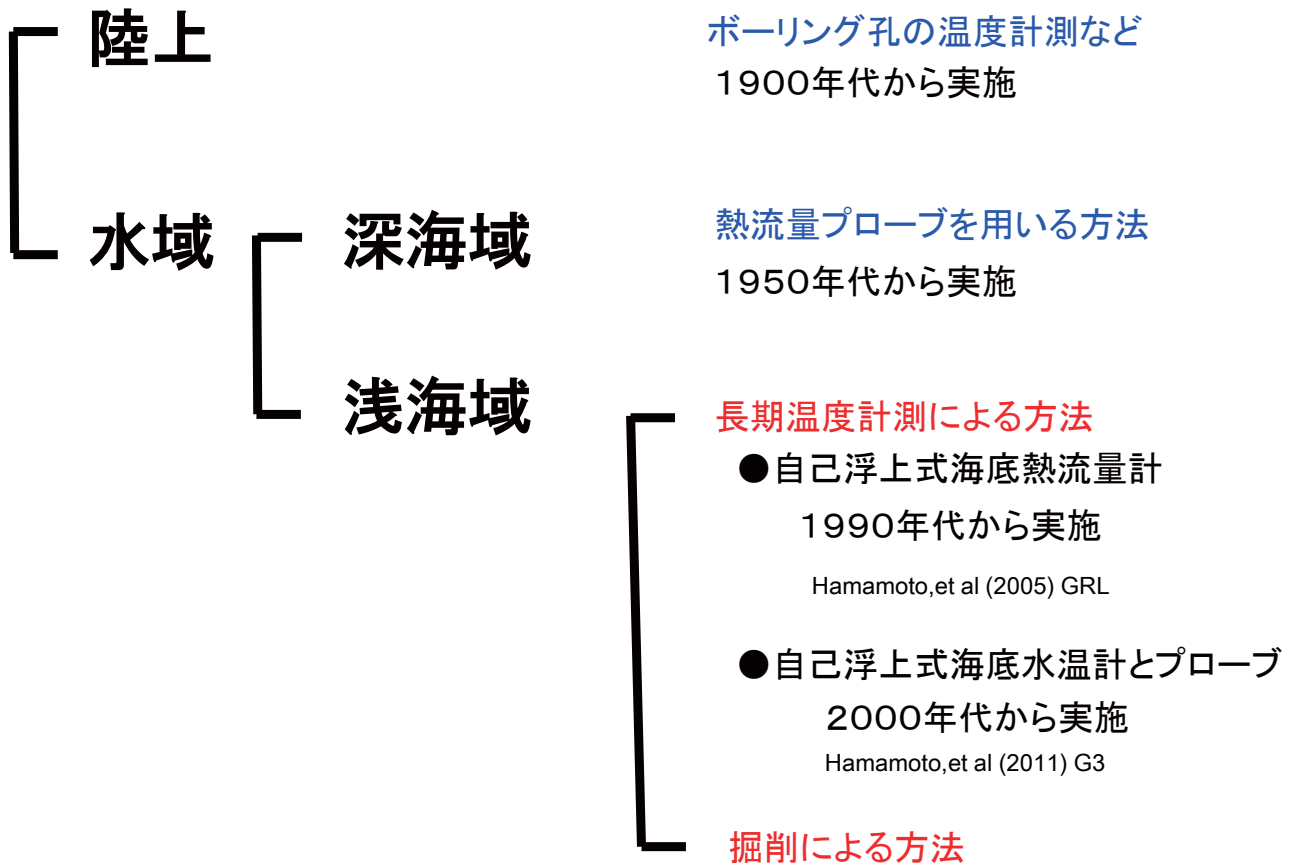 陸上
ボーリング孔の温度計測など
1900年代から実施
水域
深海域
熱流量プローブを用いる方法
1950年代から実施
浅海域
長期温度計測による方法
●自己浮上式海底熱流量計
1990年代から実施
Hamamoto,et al (2005) GRL
●自己浮上式海底水温計とプローブ
2000年代から実施
Hamamoto,et al (2011) G3
掘削による方法